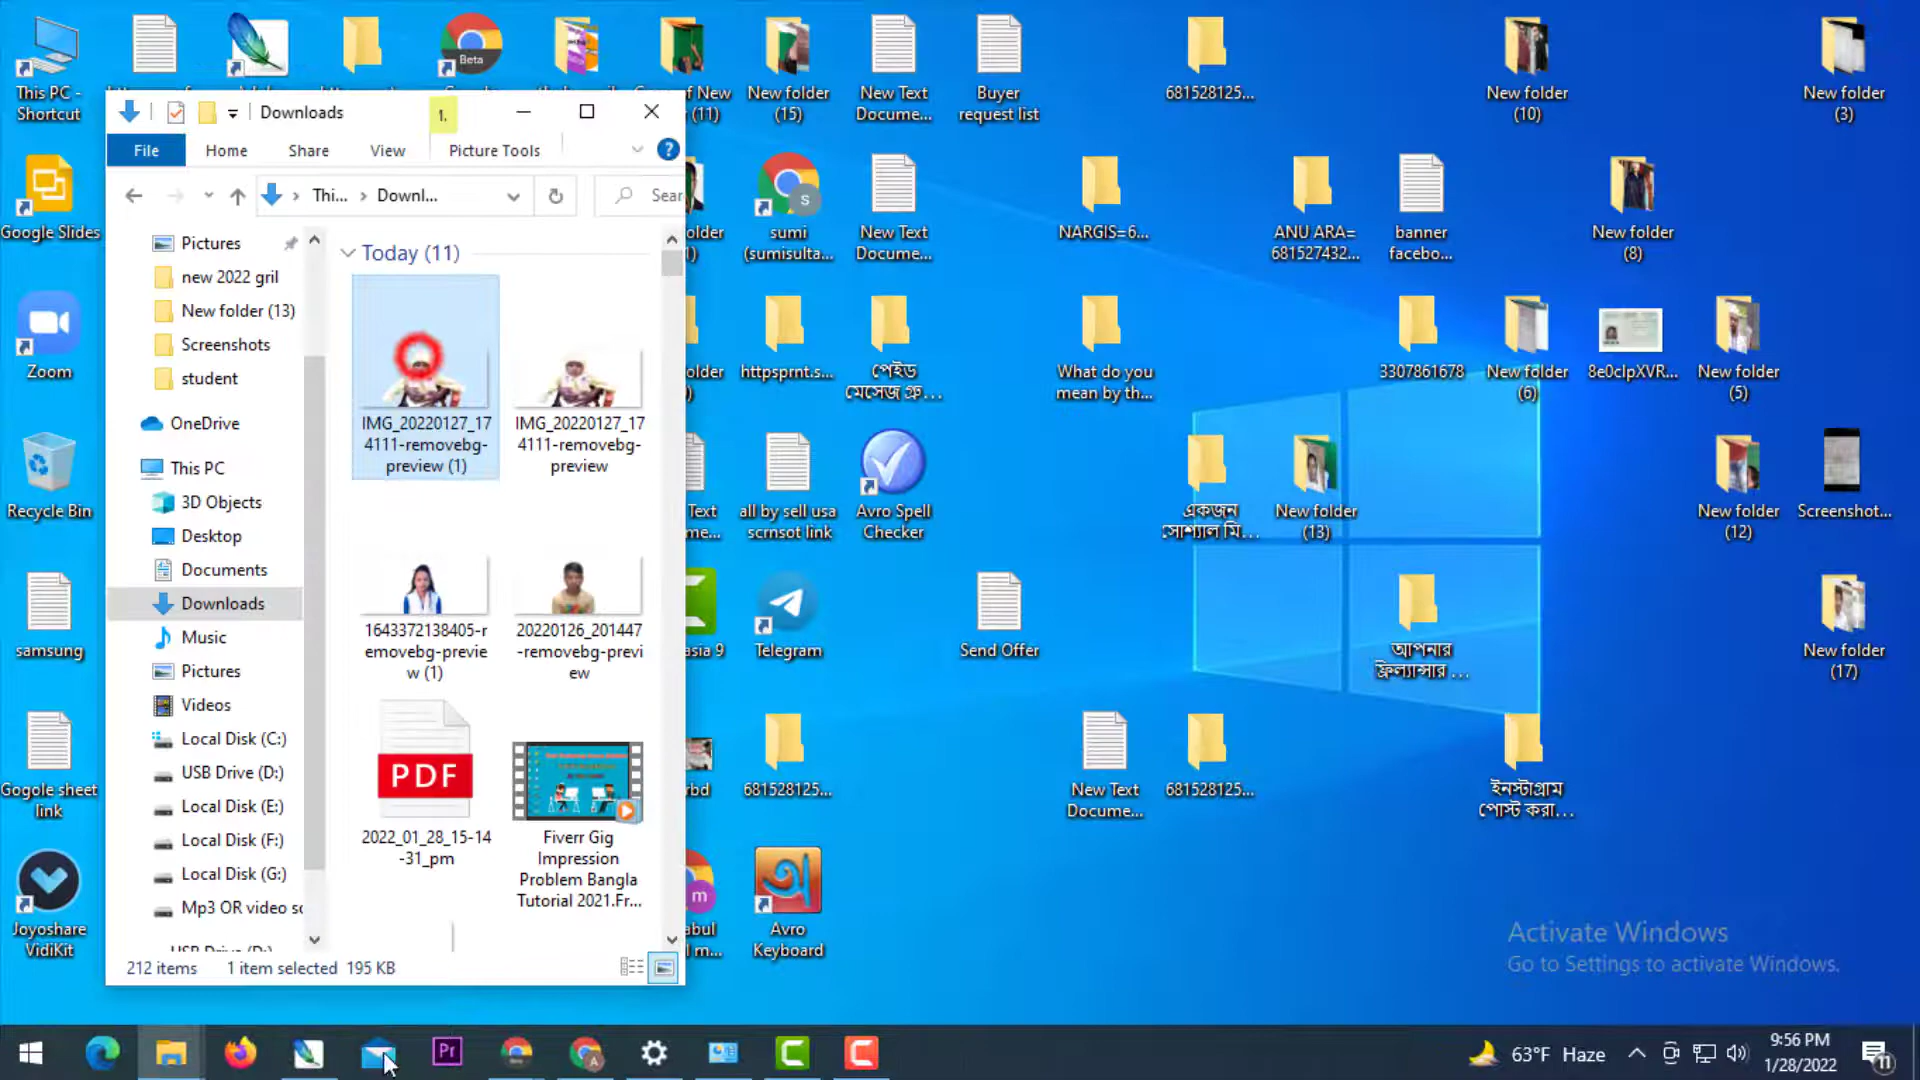 This PC -
Shortcut
Beta
New folder
(15)
New Text
Docume...
Buyer
request list
681528125...
New folder
(10)
New folder
(3)
Downloads
1.
File
Home
Share
View
Picture Tools
Thi...
Downl...
Sear
Google Slides
Pictures
new 2022 gril
New folder (13)
Screenshots
student
OneDrive
This PC
3D Objects
Desktop
Documents
Downloads
Music
Pictures
Videos
Local Disk (C:)
USB Drive (D:)
Local Disk (E:)
Local Disk (F:)
Local Disk (G:)
Today (11)
IMG_20220127_17
4111-removebg-
preview (1)
IMG_20220127_17
4111-removebg-
preview
1643372138405-r
emovebg-previe
w (1)
20220126_201447
-removebg-previ
ew
PDF
2022_01_28_15-14
-31_pm
Fiverr Gig
Impression
Problem Bangla
Tutorial 2021.Fr...
212 items
1 item selected
195 KB
Zoom
Recycle Bin
samsung
Gogole sheet
link
Joyoshare
VidiKit
sumi
(sumisulta...
New Text
Docume...
NARGIS=6...
ANU ARA=
681527432...
banner
facebo...
New folder
(8)
httpsprnt.s...
পেইড
মেসেজ গ্রু...
What do you
mean by th...
3307861678
New folder
(6)
8e0clpXVR...
New folder
(5)
all by sell usa
scrnsot link
Avro Spell
Checker
একজন
সোশ্যাল মি...
New folder
(13)
New folder
(12)
Screenshot...
Telegram
Send Offer
আপনার
ফ্রিল্যান্সার ...
New folder
(17)
681528125...
New Text
Docume...
681528125...
ইনস্টাগ্রাম
পোস্ট করা...
Avro
Keyboard
Activate Windows
Go to Settings to activate Windows.
Pr
63°F Haze
9:56 PM
1/28/2022
11